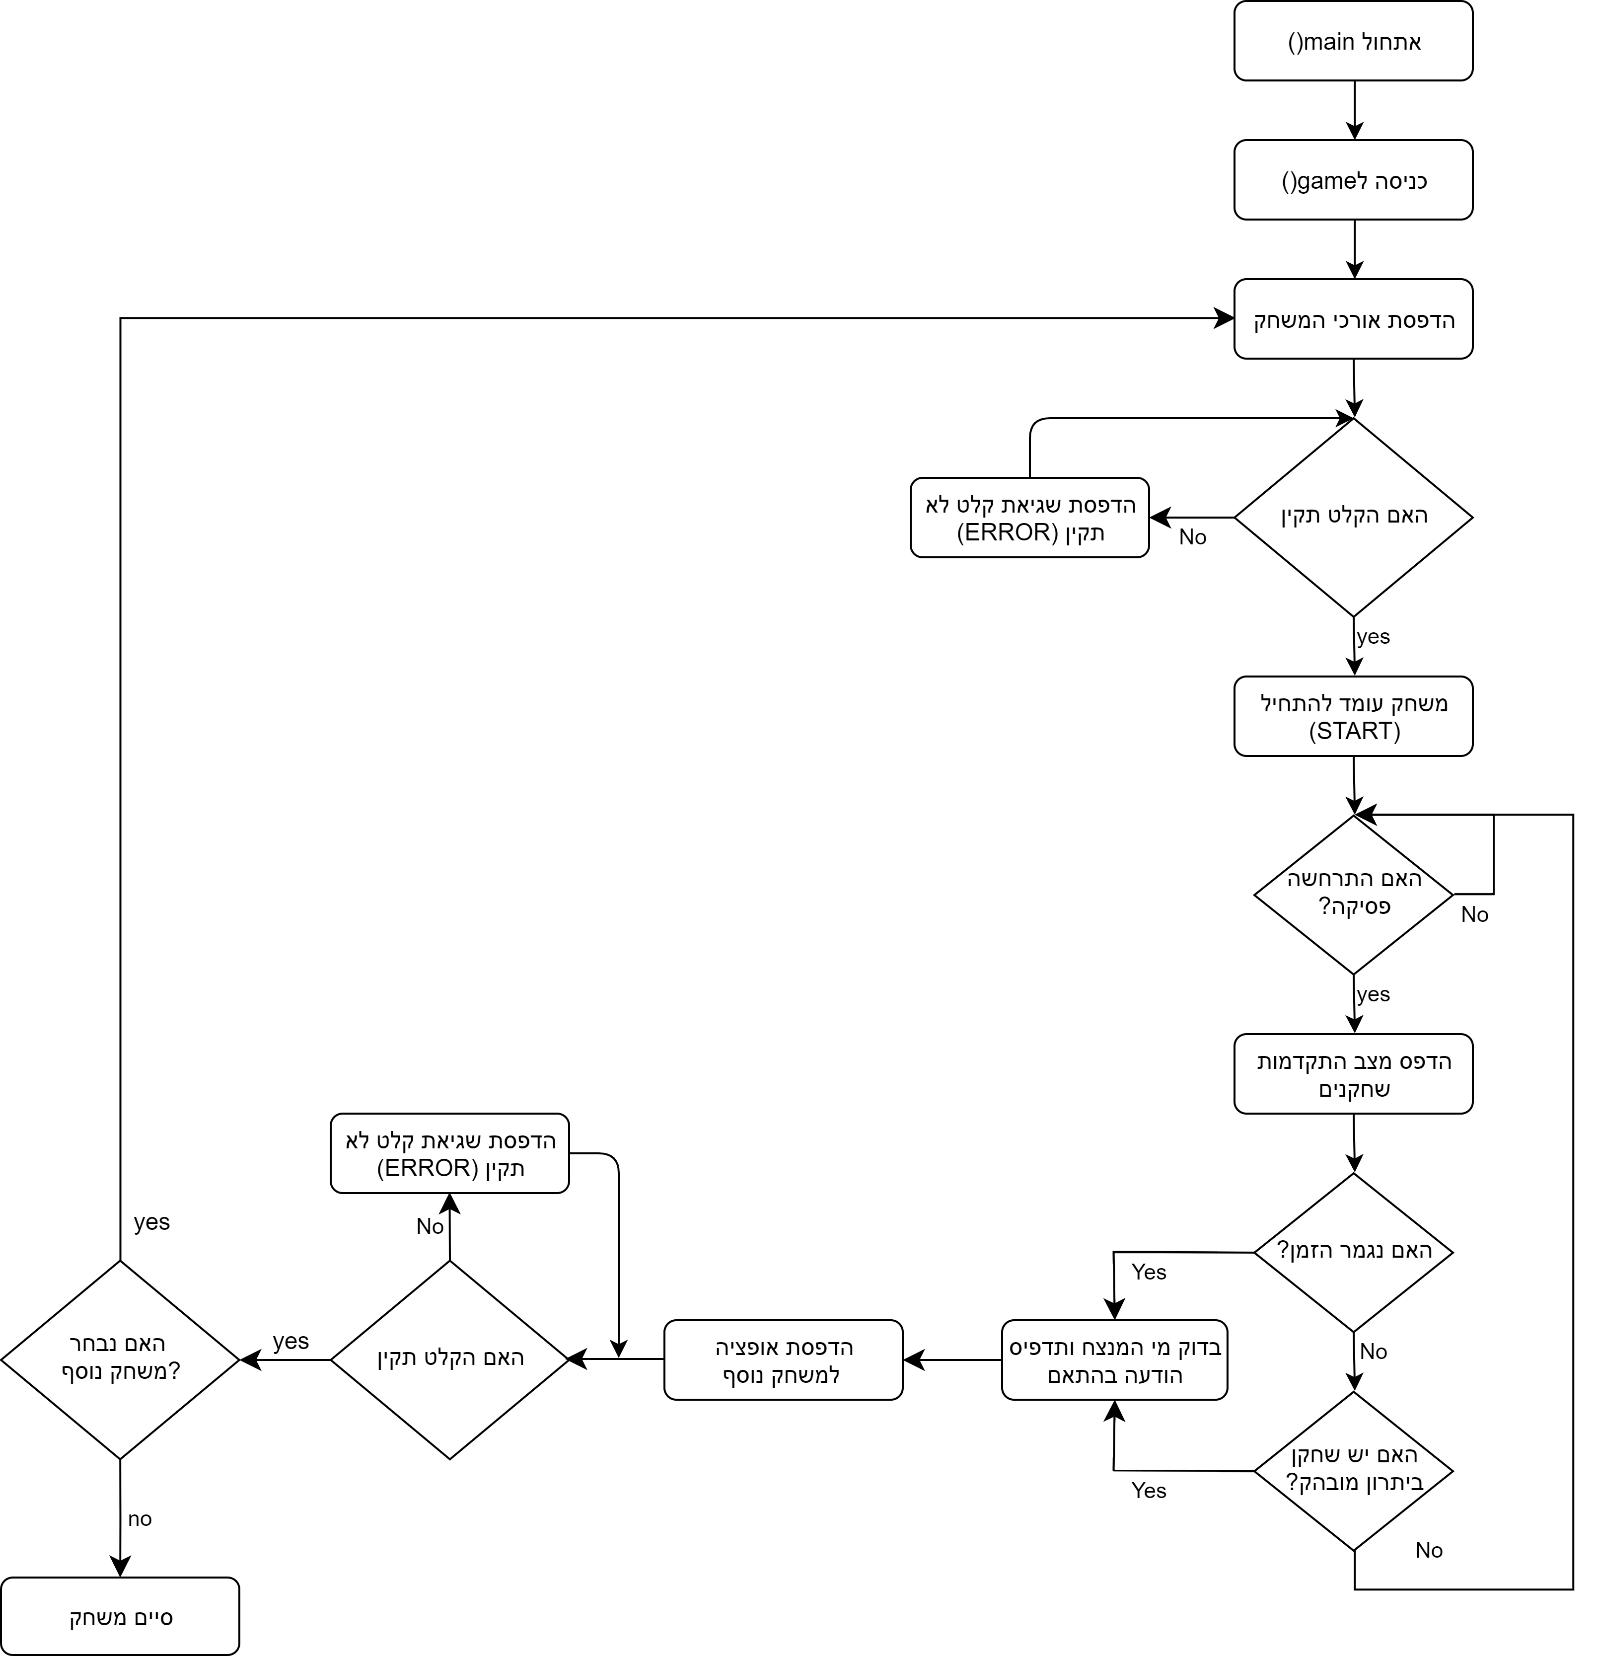 אתחול main()
כניסה לgame()
הדפסת אורכי המשחק
האם הקלט תקין
No
הדפסת שגיאת קלט לא
תקין (ERROR)
yes
משחק עומד להתחיל
(START)
האם התרחשה
פסיקה?
No
yes
הדפס מצב התקדמות
שחקנים
האם נגמר הזמן?
Yes
No
האם יש שחקן
ביתרון מובהק?
Yes
No
בדוק מי המנצח ותדפיס
הודעה בהתאם
הדפסת אופציה
למשחק נוסף
האם הקלט תקין
No
הדפסת שגיאת קלט לא
תקין (ERROR)
yes
האם נבחר
משחק נוסף?
yes
no
סיים משחק